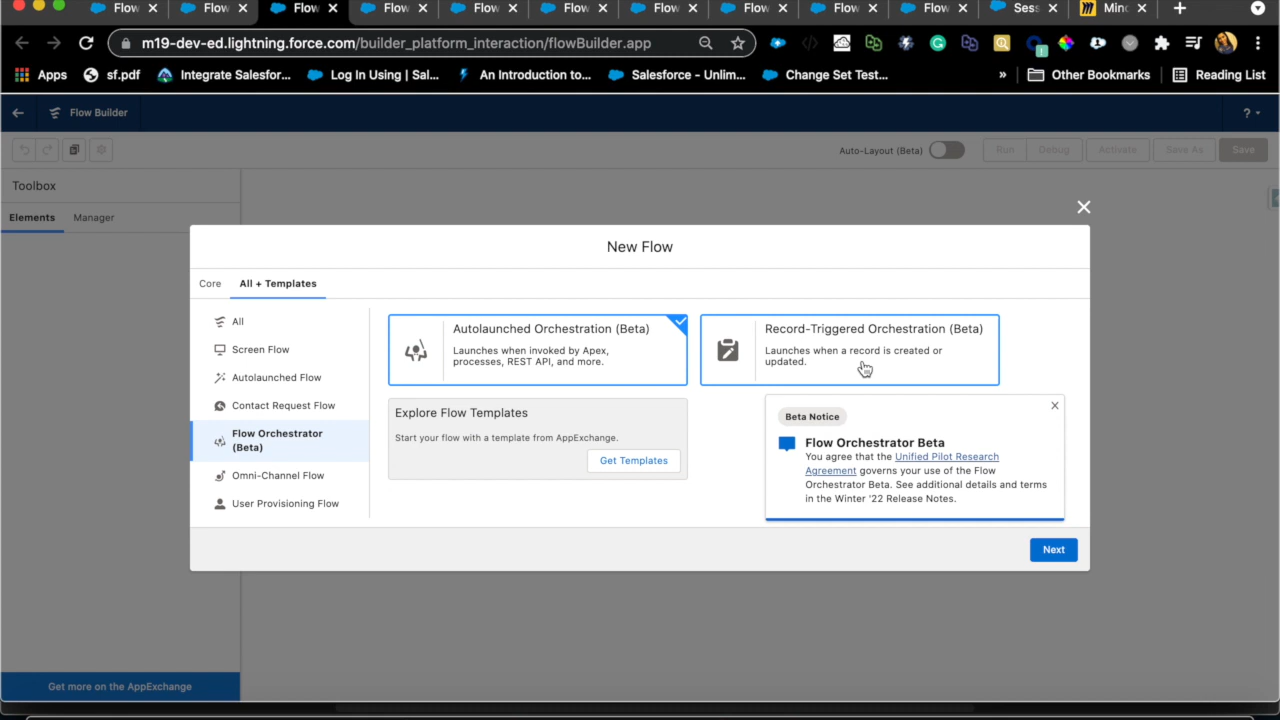 Flow
Flow
Flow
Flow
Flow
Flow
Flow
Flow
Flow
Flow
Sess
Minc
m19-dev-ed.lightning.force.com/builder_platform_interaction/flowBuilder.app
Apps
sf.pdf
Integrate Salesfor...
Log In Using | Sal...
An Introduction to...
Salesforce - Unlim...
Change Set Test...
»
Other Bookmarks
Reading List
Flow Builder
?
Auto-Layout (Beta)
Run
Debug
Activate
Save As
Save
Toolbox
Elements
Manager
New Flow
Core
All + Templates
All
Screen Flow
Autolaunched Flow
Contact Request Flow
Flow Orchestrator
(Beta)
Omni-Channel Flow
User Provisioning Flow
Autolaunched Orchestration (Beta)
Launches when invoked by Apex,
processes, REST API, and more.
Record-Triggered Orchestration (Beta)
Launches when a record is created or
updated.
Explore Flow Templates
Start your flow with a template from AppExchange.
Get Templates
Beta Notice
Flow Orchestrator Beta
You agree that the Unified Pilot Research
Agreement governs your use of the Flow
Orchestrator Beta. See additional details and terms
in the Winter '22 Release Notes.
Next
Get more on the AppExchange